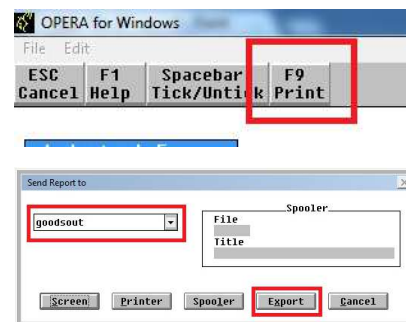 OPERA for Windows
File Edit
ESC F1 Spacebar F9
Cancel Help Tick/Untick Print
Send Report to
goodsout
Spooler
File
Title
Screen Printer Spooler Export Cancel